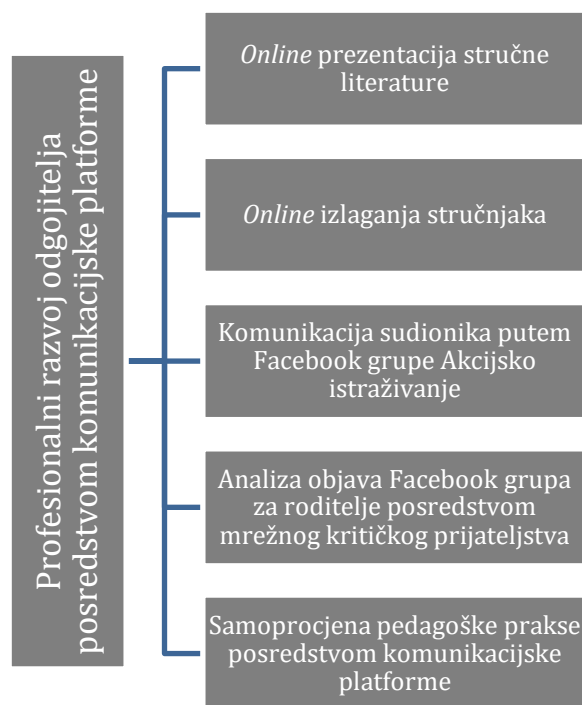 Profesionalni razvoj odgojitelja
posredstvom komunikacijske platforme
Online prezentacija stručne
literature
Online izlaganja stručnjaka
Komunikacija sudionika putem
Facebook grupe Akcijsko
istraživanje
Analiza objava Facebook grupa
za roditelje posredstvom
mrežnog kritičkog prijateljstva
Samoprocjena pedagoške prakse
posredstvom komunikacijske
platforme